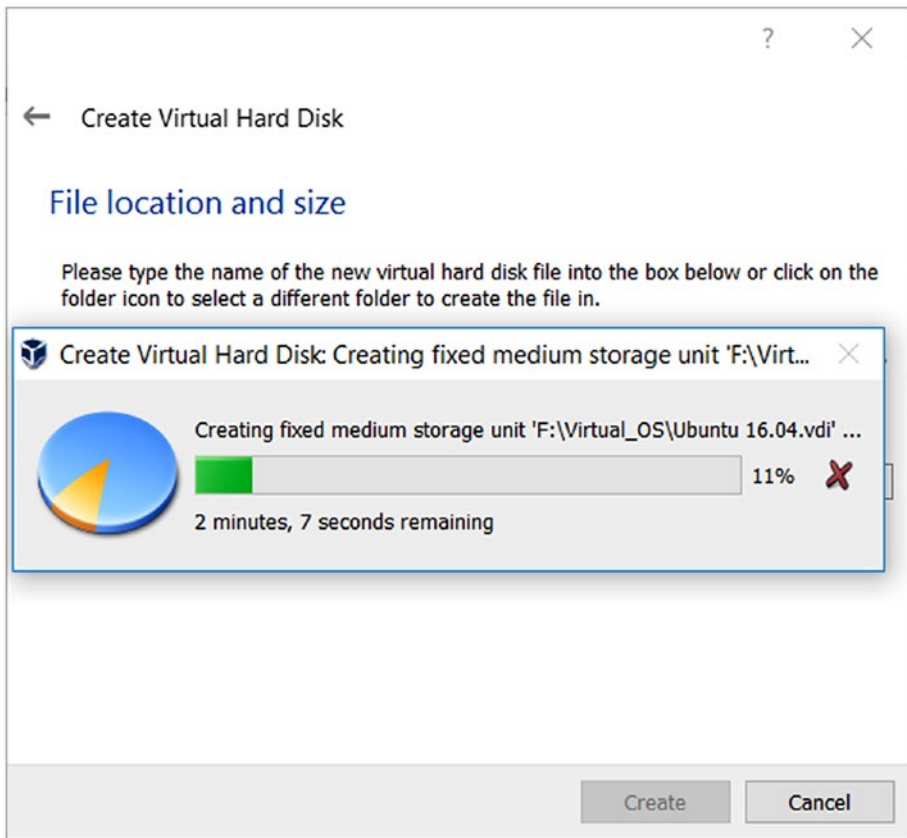 ?
Create Virtual Hard Disk
File location and size
Please type the name of the new virtual hard disk file into the box below or click on the
folder icon to select a different folder to create the file in.
Create Virtual Hard Disk: Creating fixed medium storage unit 'F:\Virt...
Creating fixed medium storage unit 'F:\Virtual_OS\Ubuntu 16.04.vdi' ...
11%
2 minutes, 7 seconds remaining
Create Cancel